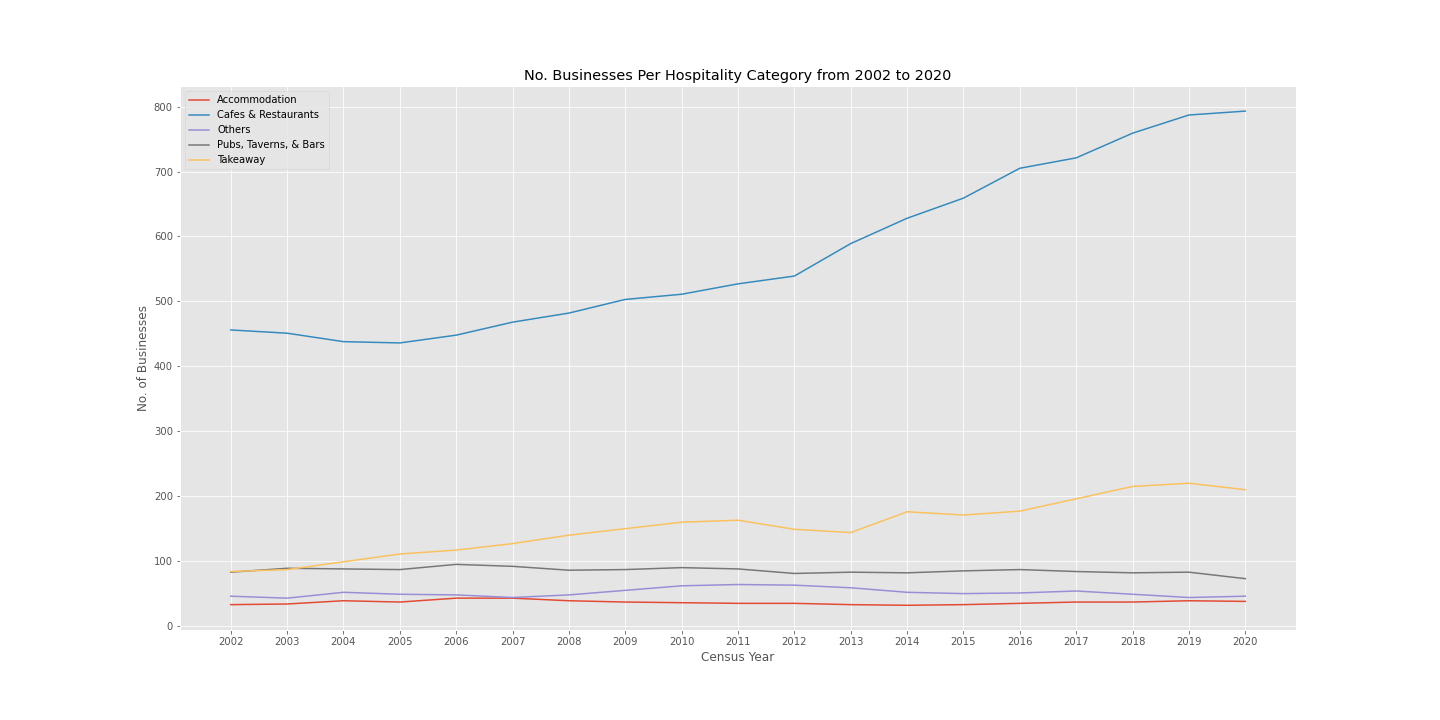 No. Businesses Per Hospitality Category from 2002 to 2020
Accommodation
Cafes & Restaurants
Others
Pubs, Taverns, & Bars
Takeaway
800
700
600
500
400
300
200
100
0
No. of Businesses
2002 2003 2004 2005 2006 2007 2008 2009 2010 2011 2012 2013 2014 2015 2016 2017 2018 2019 2020
Census Year